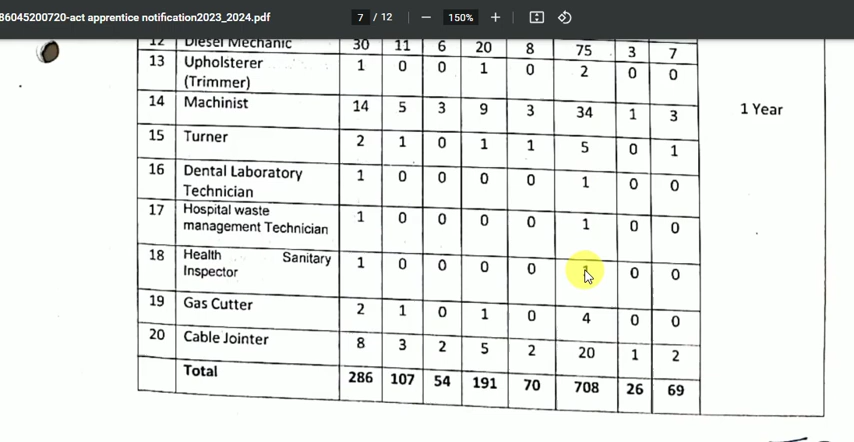 86045200720-act apprentice notification2023_2024.pdf 7 / 12 150%
12 Diesel Mechanic 30 11 6 20 8 75 3 7
13 Upholsterer (Trimmer) 1 0 0 1 0 2 0 0
14 Machinist 14 5 3 9 3 34 1 3 1 Year
15 Turner 2 1 0 1 1 5 0 1
16 Dental Laboratory Technician 1 0 0 0 0 1 0 0
17 Hospital waste management Technician 1 0 0 0 0 1 0 0
18 Health Sanitary Inspector 1 0 0 0 0 0 0
19 Gas Cutter 2 1 0 1 0 4 0 0
20 Cable Jointer 8 3 2 5 2 20 1 2
Total 286 107 54 191 70 708 26 69